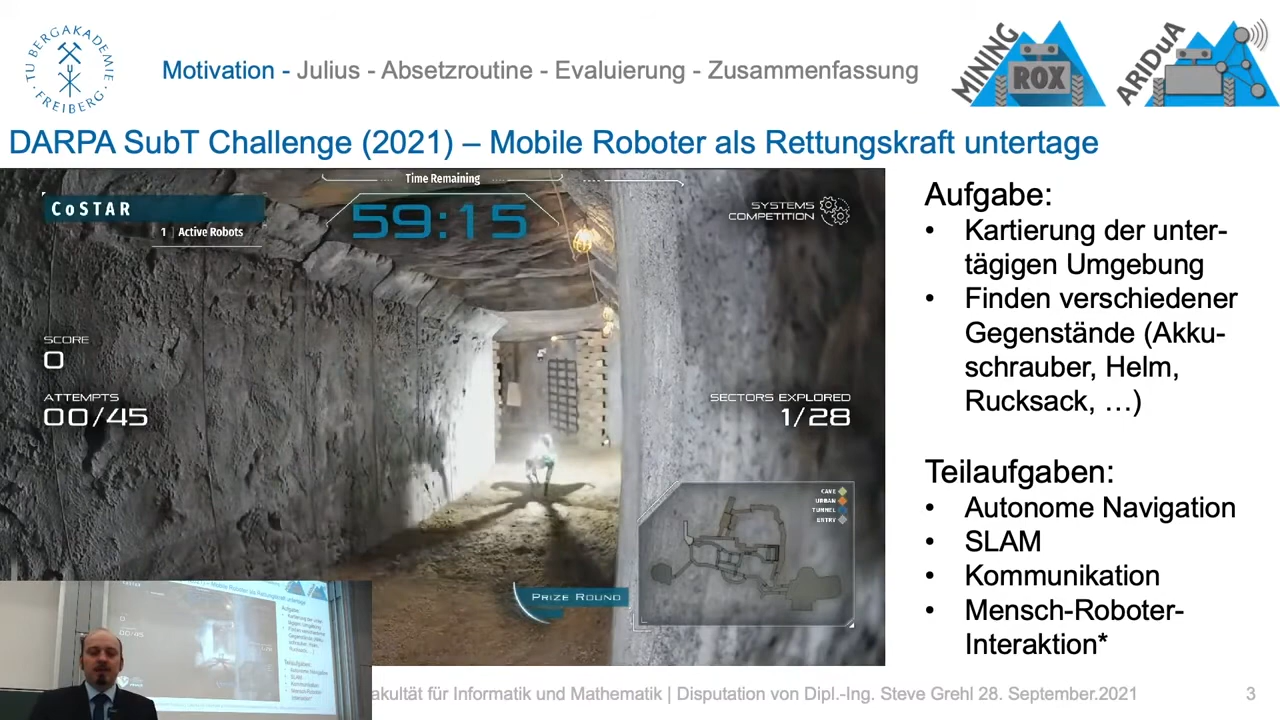 TU BERGAKADEMIE FREIBERG
Motivation - Julius - Absetzroutine - Evaluierung - Zusammenfassung
MINING ROX
ARIDuA
DARPA SubT Challenge (2021) – Mobile Roboter als Rettungskraft untertage
Time Remaining
59:15
CoSTAR
1 | Active Robots
SYSTEMS
COMPETITION
SCORE
0
ATTEMPTS
00/45
SECTORS EXPLORED
1/28
CAVE
URBAN
TUNNEL
ENTRY
PRIZE ROUND
Aufgabe:
• Kartierung der unter-
tägigen Umgebung
• Finden verschiedener
Gegenstände (Akku-
schrauber, Helm,
Rucksack, …)
Teilaufgaben:
• Autonome Navigation
• SLAM
• Kommunikation
• Mensch-Roboter-
Interaktion*
für Informatik und Mathematik | Disputation von Dipl.-Ing. Steve Grehl 28. September.2021
3